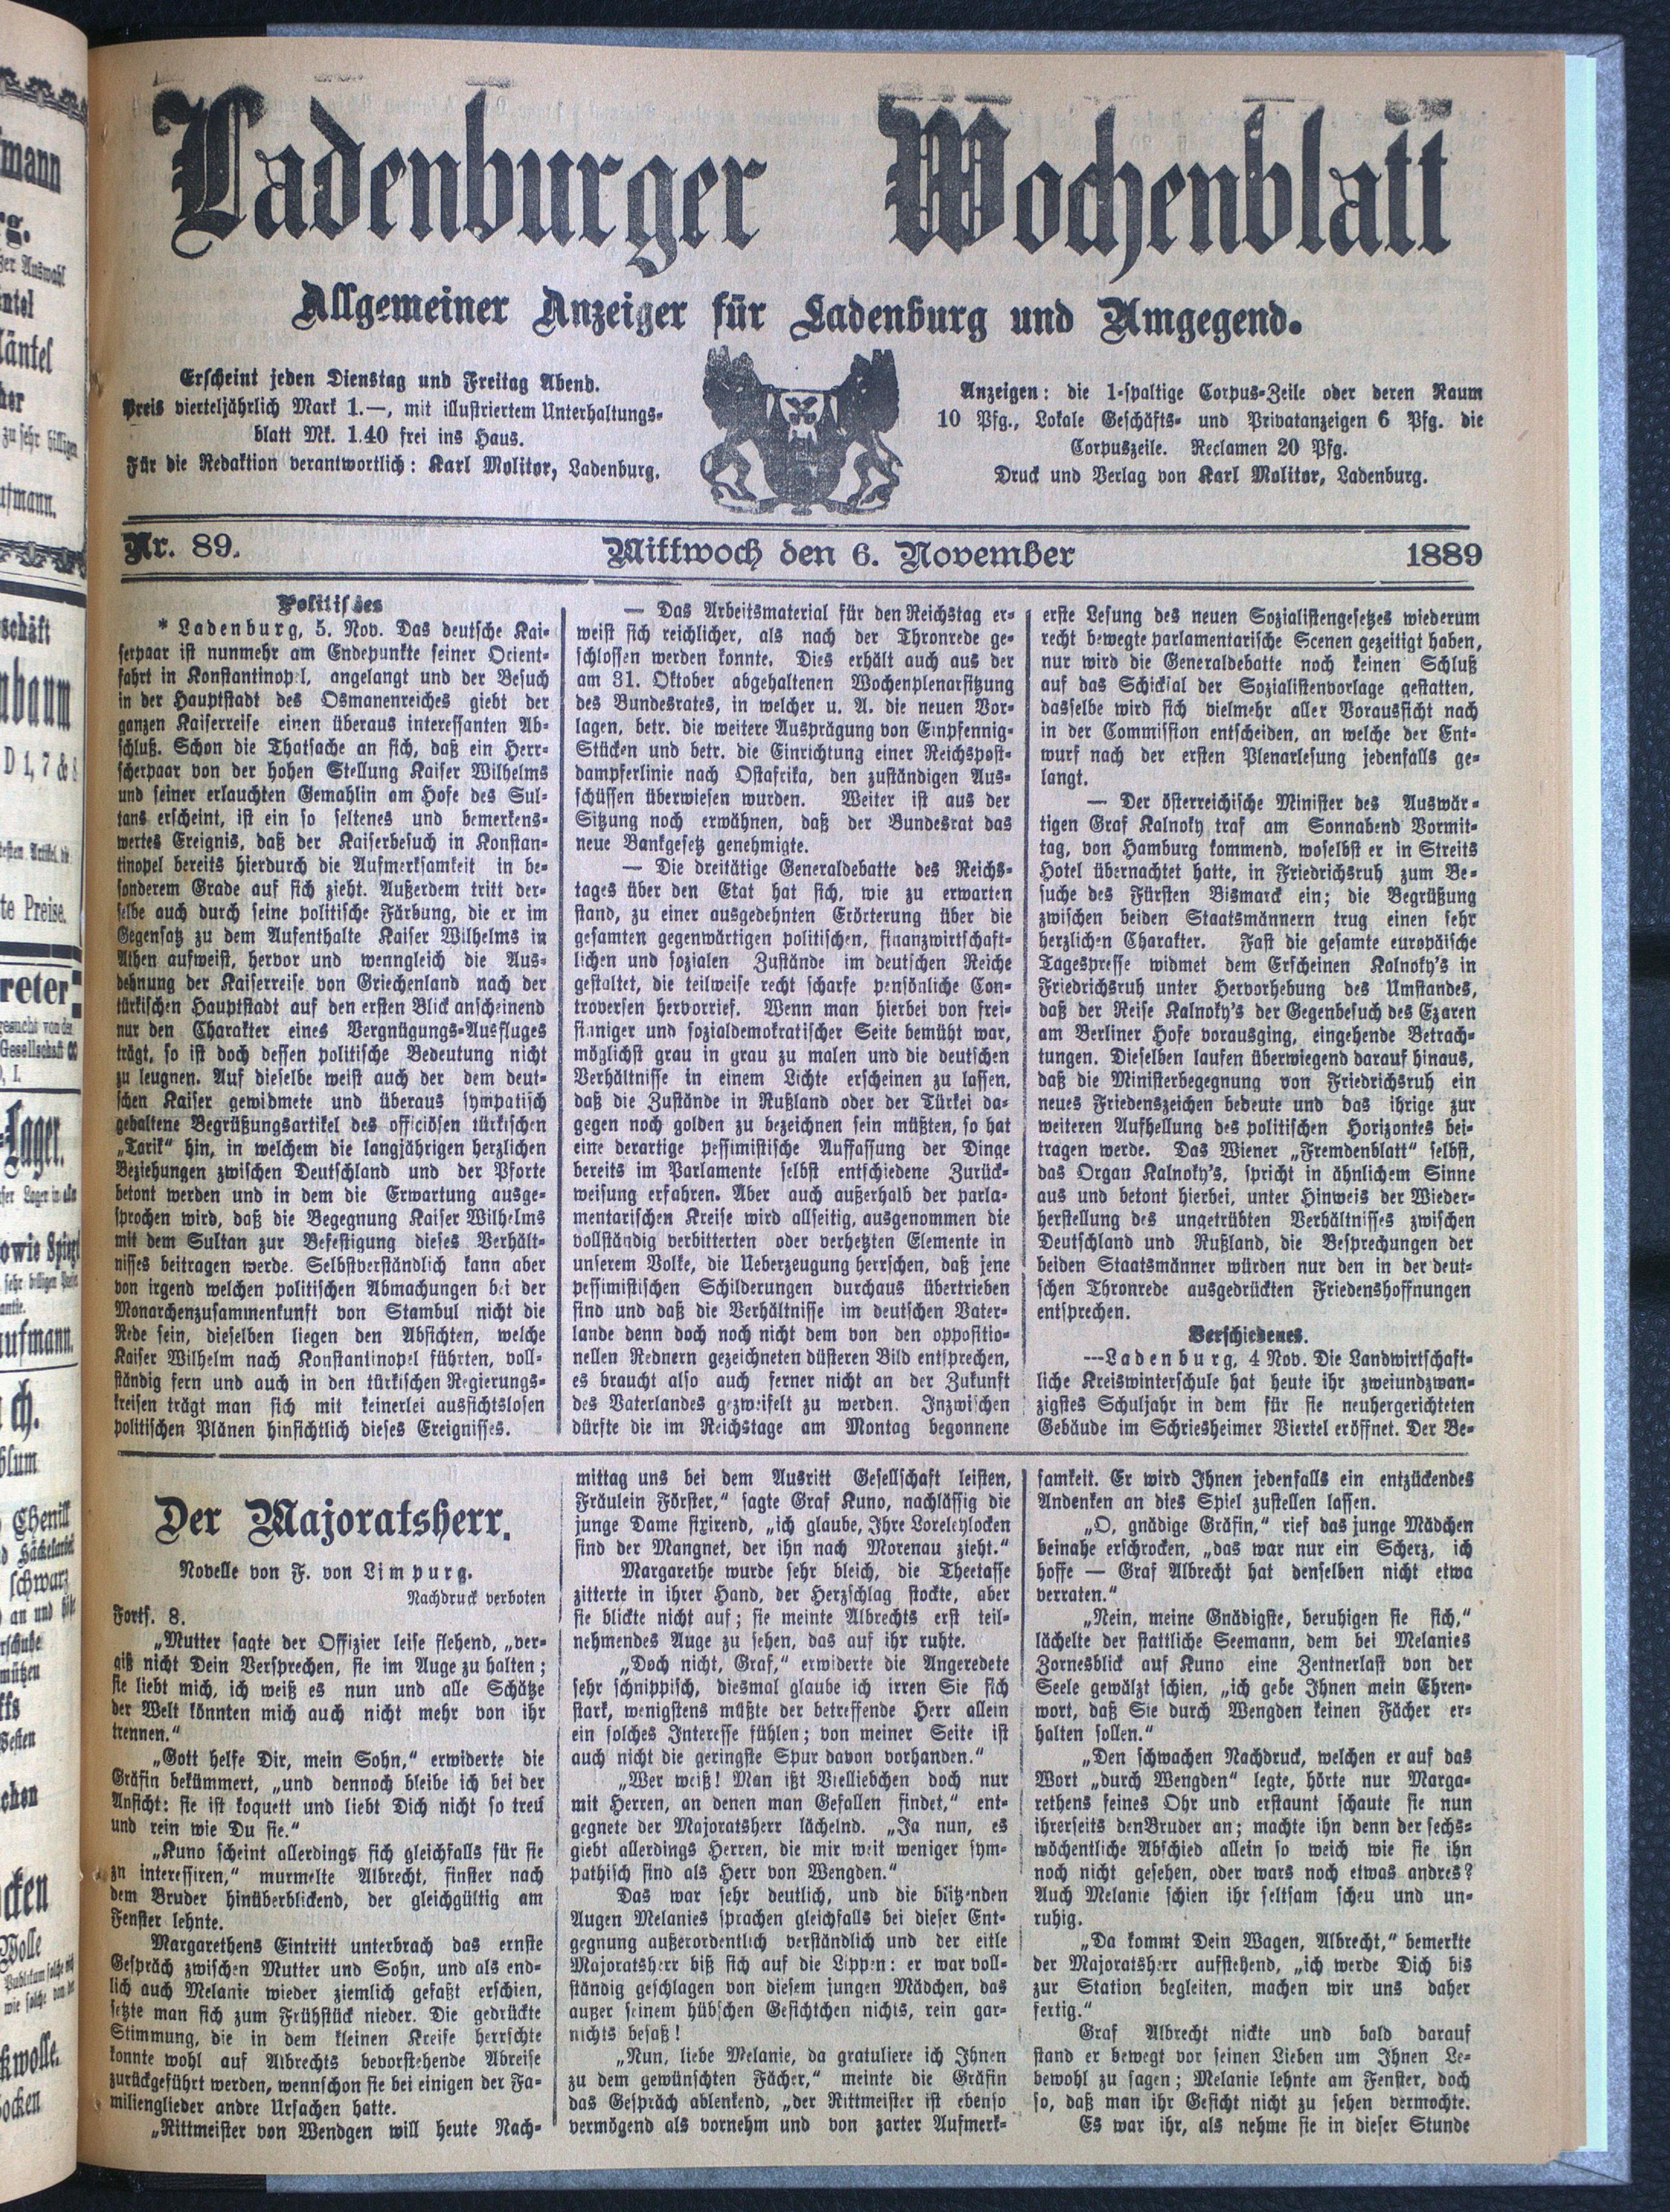 Ladenburger Wochenblatt
Allgemeiner Anzeiger für Ladenburg und Umgegend.
Erscheint jeden Dienstag und Freitag Abend.
Preis vierteljährlich Mark 1.—, mit illustriertem Unterhaltungs-
blatt Mk. 1.40 frei ins Haus.
Für die Redaktion verantwortlich: Karl Molitor, Ladenburg.
Anzeigen: die 1-spaltige Corpus-Zeile oder deren Raum
10 Pfg., Lokale Geschäfts- und Privatanzeigen 6 Pfg. die
Corpuszeile. Reclamen 20 Pfg.
Druck und Verlag von Karl Molitor, Ladenburg.
Nr. 89. Mittwoch den 6. November 1889
Politisches
* Ladenburg, 5. Nov. Das deutsche Kai-
serpaar ist nunmehr am Endepunkte seiner Orient-
fahrt in Konstantinopel, angelangt und der Besuch
in der Hauptstadt des Osmanenreiches giebt der
ganzen Kaiserreise einen überaus interessanten Ab-
schluß. Schon die Thatsache an sich, daß ein Herr-
scherpaar von der hohen Stellung Kaiser Wilhelms
und seiner erlauchten Gemahlin am Hofe des Sul-
tans erscheint, ist ein so seltenes und bemerkens-
wertes Ereignis, daß der Kaiserbesuch in Konstan-
tinopel bereits hierdurch die Aufmerksamkeit in be-
sonderem Grade auf sich zieht. Außerdem tritt der-
selbe auch durch seine politische Färbung, die er im
Gegensatz zu dem Aufenthalte Kaiser Wilhelms in
Athen aufweist, hervor und wenngleich die Aus-
dehnung der Kaiserreise von Griechenland nach der
türkischen Hauptstadt auf den ersten Blick anscheinend
nur den Charakter eines Vergnügungs-Ausfluges
trägt, so ist doch dessen politische Bedeutung nicht
zu leugnen. Auf dieselbe weist auch der dem deut-
schen Kaiser gewidmete und überaus sympatisch
gehaltene Begrüßungsartikel des officiösen türkischen
„Tarik“ hin, in welchem die langjährigen herzlichen
Beziehungen zwischen Deutschland und der Pforte
betont werden und in dem die Erwartung ausge-
sprochen wird, daß die Begegnung Kaiser Wilhelms
mit dem Sultan zur Befestigung dieses Verhält-
nisses beitragen werde. Selbstverständlich kann aber
von irgend welchen politischen Abmachungen bei der
Monarchenzusammenkunft von Stambul nicht die
Rede sein, dieselben liegen den Absichten, welche
Kaiser Wilhelm nach Konstantinopel führten, voll-
ständig fern und auch in den türkischen Regierungs-
kreisen trägt man sich mit keinerlei aussichtslosen
politischen Plänen hinsichtlich dieses Ereignisses.
— Das Arbeitsmaterial für den Reichstag er-
weist sich reichlicher, als nach der Thronrede ge-
schlossen werden konnte. Dies erhält auch aus der
am 31. Oktober abgehaltenen Wochenplenarsitzung
des Bundesrates, in welcher u. A. die neuen Vor-
lagen, betr. die weitere Ausprägung von Einpfennig-
Stücken und betr. die Einrichtung einer Reichspost-
dampferlinie nach Ostafrika, den zuständigen Aus-
schüssen überwiesen wurden. Weiter ist aus der
Sitzung noch erwähnen, daß der Bundesrat das
neue Bankgesetz genehmigte.
— Die dreitätige Generaldebatte des Reichs-
tages über den Etat hat sich, wie zu erwarten
stand, zu einer ausgedehnten Erörterung über die
gesamten gegenwärtigen politischen, finanzwirtschaft-
lichen und sozialen Zustände im deutschen Reiche
gestaltet, die teilweise recht scharfe pensönliche Con-
troversen hervorrief. Wenn man hierbei von frei-
sinniger und sozialdemokratischer Seite bemüht war,
möglichst grau in grau zu malen und die deutschen
Verhältnisse in einem Lichte erscheinen zu lassen,
daß die Zustände in Rußland oder der Türkei da-
gegen noch golden zu bezeichnen sein müßten, so hat
eine derartige pessimistische Auffassung der Dinge
bereits im Parlamente selbst entschiedene Zurück-
weisung erfahren. Aber auch außerhalb der parla-
mentarischen Kreise wird allseitig, ausgenommen die
vollständig verbitterten oder verhetzten Elemente in
unserem Volke, die Ueberzeugung herrschen, daß jene
pessimistischen Schilderungen durchaus übertrieben
sind und daß die Verhältnisse im deutschen Vater-
lande denn doch noch nicht dem von den oppositio-
nellen Rednern gezeichneten düsteren Bild entsprechen,
es braucht also auch ferner nicht an der Zukunft
des Vaterlandes gezweifelt zu werden. Inzwischen
dürfte die im Reichstage am Montag begonnene
erste Lesung des neuen Sozialistengesetzes wiederum
recht bewegte parlamentarische Scenen gezeitigt haben,
nur wird die Generaldebatte noch keinen Schluß
auf das Schicksal der Sozialistenvorlage gestatten,
dasselbe wird sich vielmehr aller Voraussicht nach
in der Commission entscheiden, an welche der Ent-
wurf nach der ersten Plenarlesung jedenfalls ge-
langt.
— Der österreichische Minister des Auswär-
tigen Graf Kalnoky traf am Sonnabend Vormit-
tag, von Hamburg kommend, woselbst er in Streits
Hotel übernachtet hatte, in Friedrichsruh zum Be-
suche des Fürsten Bismarck ein; die Begrüßung
zwischen beiden Staatsmännern trug einen sehr
herzlichen Charakter. Fast die gesamte europäische
Tagespresse widmet dem Erscheinen Kalnoky's in
Friedrichsruh unter Hervorhebung des Umstandes,
daß der Reise Kalnoky's der Gegenbesuch des Czaren
am Berliner Hofe vorausging, eingehende Betrach-
tungen. Dieselben laufen überwiegend darauf hinaus,
daß die Ministerbegegnung von Friedrichsruh ein
neues Friedenszeichen bedeute und das ihrige zur
weiteren Aufhellung des politischen Horizontes bei-
tragen werde. Das Wiener „Fremdenblatt“ selbst,
das Organ Kalnoky's, spricht in ähnlichem Sinne
aus und betont hierbei, unter Hinweis der Wieder-
herstellung des ungetrübten Verhältnisses zwischen
Deutschland und Rußland, die Besprechungen der
beiden Staatsmänner würden nur den in der deut-
schen Thronrede ausgedrückten Friedenshoffnungen
entsprechen.
Verschiedenes.
---Ladenburg, 4 Nov. Die Landwirtschaft-
liche Kreiswinterschule hat heute ihr zweiundzwan-
zigstes Schuljahr in dem für sie neuhergerichteten
Gebäude im Schriesheimer Viertel eröffnet. Der Be-
Der Majoratsherr.
Novelle von F. von Limpurg.
Nachdruck verboten
Forts. 8.
„Mutter sagte der Offizier leise flehend, „ver-
giß nicht Dein Versprechen, sie im Auge zu halten;
sie liebt mich, ich weiß es nun und alle Schätze
der Welt könnten mich auch nicht mehr von ihr
trennen.“
„Gott helfe Dir, mein Sohn,“ erwiderte die
Gräfin bekümmert, „und dennoch bleibe ich bei der
Ansicht: sie ist koquett und liebt Dich nicht so treu
und rein wie Du sie.“
„Kuno scheint allerdings sich gleichfalls für sie
zu interessiren,“ murmelte Albrecht, finster nach
dem Bruder hinüberblickend, der gleichgültig am
Fenster lehnte.
Margarethens Eintritt unterbrach das ernste
Gespräch zwischen Mutter und Sohn, und als end-
lich auch Melanie wieder ziemlich gefaßt erschien,
setzte man sich zum Frühstück nieder. Die gedrückte
Stimmung, die in dem kleinen Kreise herrschte
konnte wohl auf Albrechts bevorstehende Abreise
zurückgeführt werden, wennschon sie bei einigen der Fa-
milienglieder andre Ursachen hatte.
„Rittmeister von Wendgen will heute Nach-
mittag uns bei dem Ausritt Gesellschaft leisten,
Fräulein Förster,“ sagte Graf Kuno, nachlässig die
junge Dame fixirend, „ich glaube, Ihre Loreleylocken
sind der Mangnet, der ihn nach Morenau zieht.“
Margarethe wurde sehr bleich, die Theetasse
zitterte in ihrer Hand, der Herzschlag stockte, aber
sie blickte nicht auf; sie meinte Albrechts erst teil-
nehmendes Auge zu sehen, das auf ihr ruhte.
„Doch nicht, Graf,“ erwiderte die Angeredete
sehr schnippisch, diesmal glaube ich irren Sie sich
stark, wenigstens müßte der betreffende Herr allein
ein solches Interesse fühlen; von meiner Seite ist
auch nicht die geringste Spur davon vorhanden.“
„Wer weiß! Man ißt Vielliebchen doch nur
mit Herren, an denen man Gefallen findet,“ ent-
gegnete der Majoratsherr lächelnd. „Ja nun, es
giebt allerdings Herren, die mir weit weniger sym-
pathisch sind als Herr von Wengden.“
Das war sehr deutlich, und die blitzenden
Augen Melanies sprachen gleichfalls bei dieser Ent-
gegnung außerordentlich verständlich und der eitle
Majoratsherr biß sich auf die Lippen: er war voll-
ständig geschlagen von diesem jungen Mädchen, das
außer seinem hübschen Gesichtchen nichts, rein gar-
nichts besaß!
„Nun, liebe Melanie, da gratuliere ich Ihnen
zu dem gewünschten Fächer,“ meinte die Gräfin
das Gespräch ablenkend, „der Rittmeister ist ebenso
vermögend als vornehm und von zarter Aufmerk-
samkeit. Er wird Ihnen jedenfalls ein entzückendes
Andenken an dies Spiel zustellen lassen.
„O, gnädige Gräfin,“ rief das junge Mädchen
beinahe erschrocken, „das war nur ein Scherz, ich
hoffe — Graf Albrecht hat denselben nicht etwa
verraten.“
„Nein, meine Gnädigste, beruhigen sie sich,“
lächelte der stattliche Seemann, dem bei Melanies
Zornesblick auf Kuno eine Zentnerlast von der
Seele gewälzt schien, „ich gebe Ihnen mein Ehren-
wort, daß Sie durch Wengden keinen Fächer er-
halten sollen.“
„Den schwachen Nachdruck, welchen er auf das
Wort „durch Wengden“ legte, hörte nur Marga-
rethens feines Ohr und erstaunt schaute sie nun
ihrerseits den Bruder an; machte ihn denn der sechs-
wöchentliche Abschied allein so weich wie sie ihn
noch nicht gesehen, oder wars noch etwas andres?
Auch Melanie schien ihr seltsam scheu und un-
ruhig.
„Da kommt Dein Wagen, Albrecht,“ bemerkte
der Majoratsherr aufstehend, „ich werde Dich bis
zur Station begleiten, machen wir uns daher
fertig.“
Graf Albrecht nickte und bald darauf
stand er bewegt vor seinen Lieben um Ihnen Le-
bewohl zu sagen; Melanie lehnte am Fenster, doch
so, daß man ihr Gesicht nicht zu sehen vermochte.
Es war ihr, als nehme sie in dieser Stunde